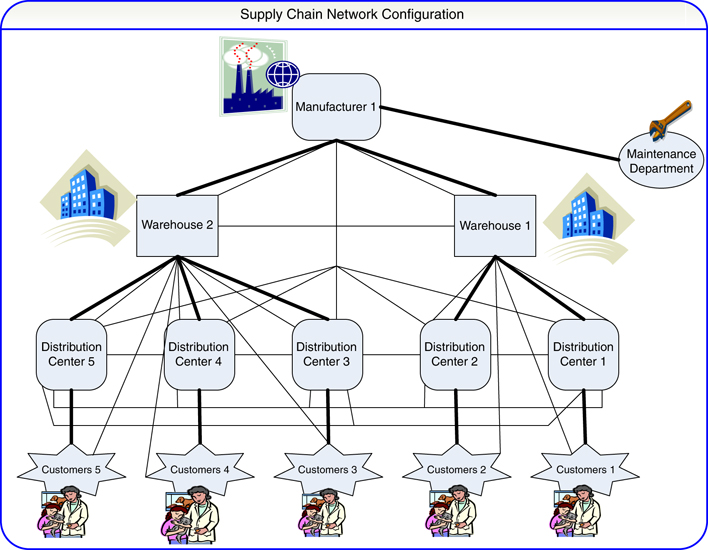 Supply Chain Network Configuration
Manufacturer 1
Maintenance
Department
Warehouse 2
Warehouse 1
Distribution
Center 5
Distribution
Center 4
Distribution
Center 3
Distribution
Center 2
Distribution
Center 1
Customers 5
Customers 4
Customers 3
Customers 2
Customers 1